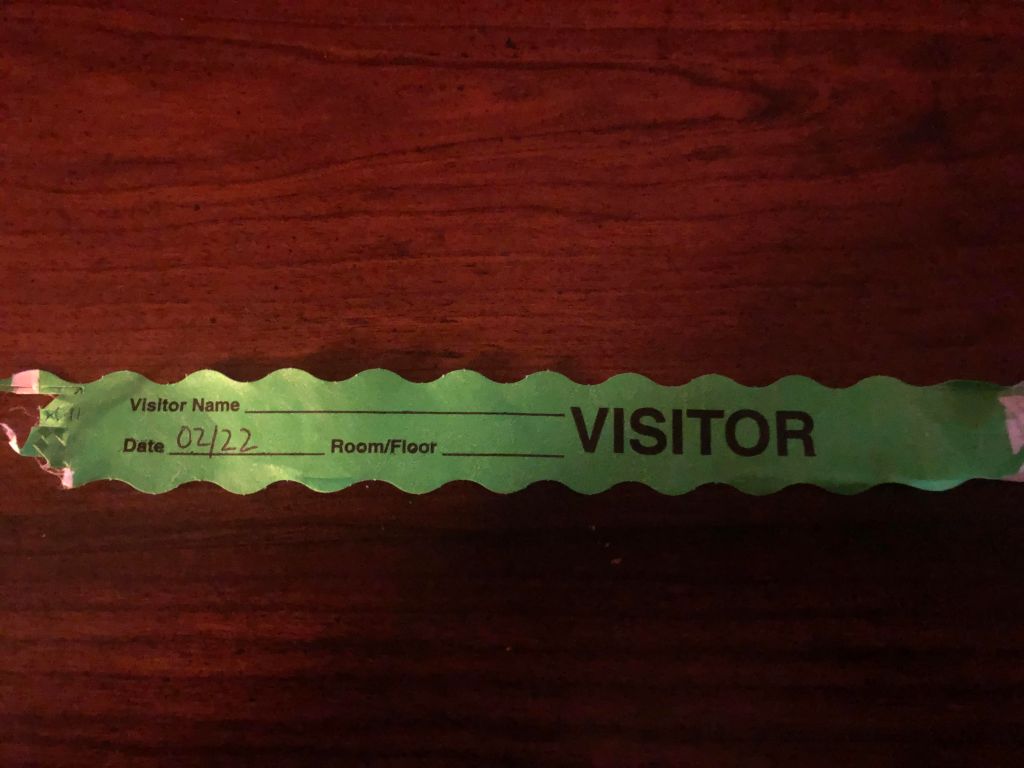 Visitor Name
Date 02/22 Room/Floor
VISITOR